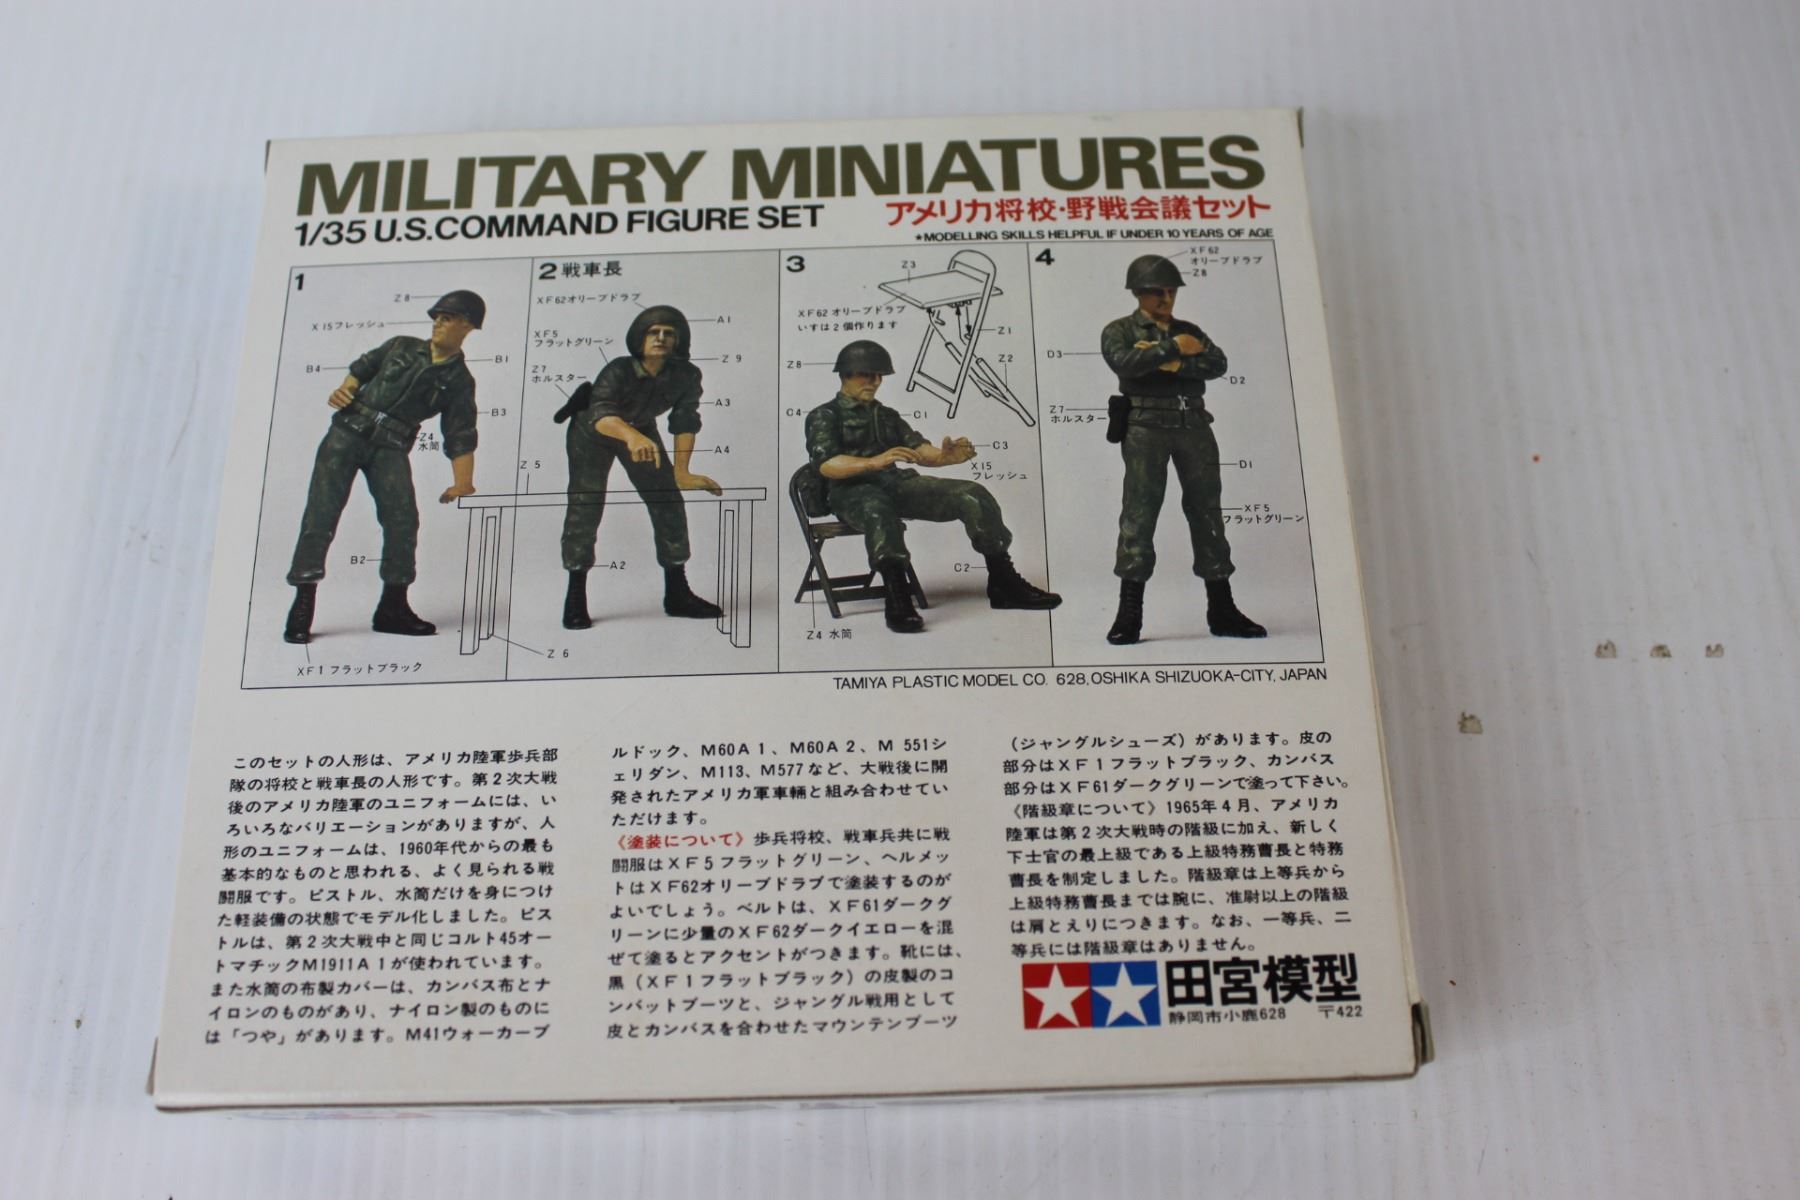 MILITARY MINIATURES
1/35 U.S.COMMAND FIGURE SET
アメリカ将校・野戦会議セット
★MODELLING SKILLS HELPFUL IF UNDER 10 YEARS OF AGE
1
Z8
X15フレッシュ
B4
B1
B3
Z4
水筒
B2
XF1フラットブラック
2 戦車長
XF62オリーブドラブ
XF5
フラットグリーン
Z7
ホルスター
A1
Z9
A3
A4
Z5
A2
Z6
3
Z3
XF62オリーブドラブ
いすは2個作ります
Z1
Z2
Z8
C4
C1
C3
X15
フレッシュ
C2
Z4 水筒
4
XF62
オリーブドラブ
Z8
D3
D2
Z7
ホルスター
D1
XF5
フラットグリーン
TAMIYA PLASTIC MODEL CO. 628,OSHIKA SHIZUOKA-CITY, JAPAN
このセットの人形は、アメリカ陸軍歩兵部
隊の将校と戦車長の人形です。第2次大戦
後のアメリカ陸軍のユニフォームには、い
ろいろなバリエーションがありますが、人
形のユニフォームは、1960年代からの最も
基本的なものと思われる、よく見られる戦
闘服です。ピストル、水筒だけを身につけ
た軽装備の状態でモデル化しました。ピス
トルは、第2次大戦中と同じコルト45オー
トマチックM1911A1が使われています。
また水筒の布製カバーは、カンバス布とナ
イロンのものがあり、ナイロン製のものに
は「つや」があります。M41ウォーカーブ
ルドック、M60A1、M60A2、M551シ
ェリダン、M113、M577など、大戦後に開
発されたアメリカ軍車輛と組み合わせてい
ただけます。
《塗装について》歩兵将校、戦車兵共に戦
闘服はXF5フラットグリーン、ヘルメッ
トはXF62オリーブドラブで塗装するのが
よいでしょう。ベルトは、XF61ダークグ
リーンに少量のXF62ダークイエローを混
ぜて塗るとアクセントがつきます。靴には、
黒（XF1フラットブラック）の皮製のコ
ンバットブーツと、ジャングル戦用として
皮とカンバスを合わせたマウンテンブーツ
（ジャングルシューズ）があります。皮の
部分はXF1フラットブラック、カンバス
部分はXF61ダークグリーンで塗って下さい。
《階級章について》1965年4月、アメリカ
陸軍は第2次大戦時の階級に加え、新しく
下士官の最上級である上級特務曹長と特務
曹長を制定しました。階級章は上等兵から
上級特務曹長までは腕に、准尉以上の階級
は肩とえりにつきます。なお、一等兵、二
等兵には階級章はありません。
田宮模型
静岡市小鹿628 〒422